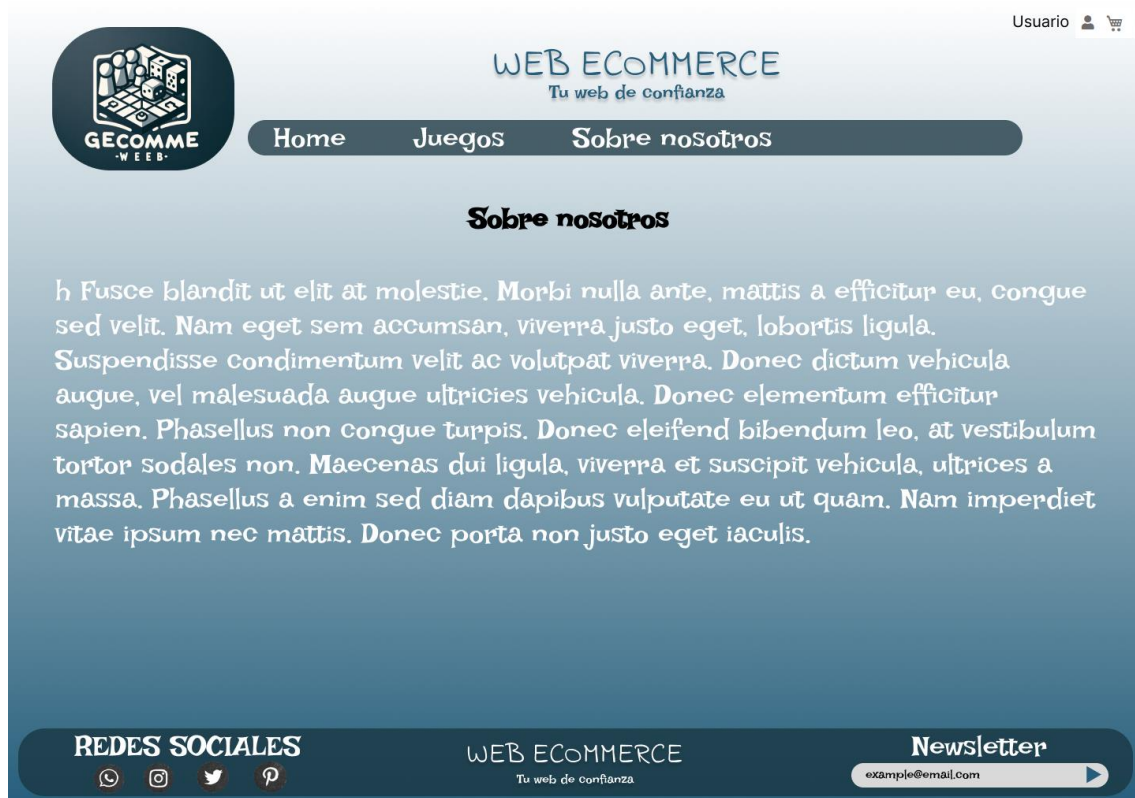 Usuario
WEB ECOMMERCE
Tu web de confianza
GECOMME
·WEEB·
Home Juegos Sobre nosotros
Sobre nosotros
h Fusce blandit ut elit at molestie. Morbi nulla ante, mattis a efficitur eu, congue
sed velit. Nam eget sem accumsan, viverra justo eget, lobortis ligula.
Suspendisse condimentum velit ac volutpat viverra. Donec dictum vehicula
augue, vel malesuada augue ultricies vehicula. Donec elementum efficitur
sapien. Phasellus non congue turpis. Donec eleifend bibendum leo, at vestibulum
tortor sodales non. Maecenas dui ligula, viverra et suscipit vehicula, ultrices a
massa. Phasellus a enim sed diam dapibus vulputate eu ut quam. Nam imperdiet
vitae ipsum nec mattis. Donec porta non justo eget iaculis.
REDES SOCIALES
WEB ECOMMERCE
Tu web de confianza
Newsletter
example@email.com